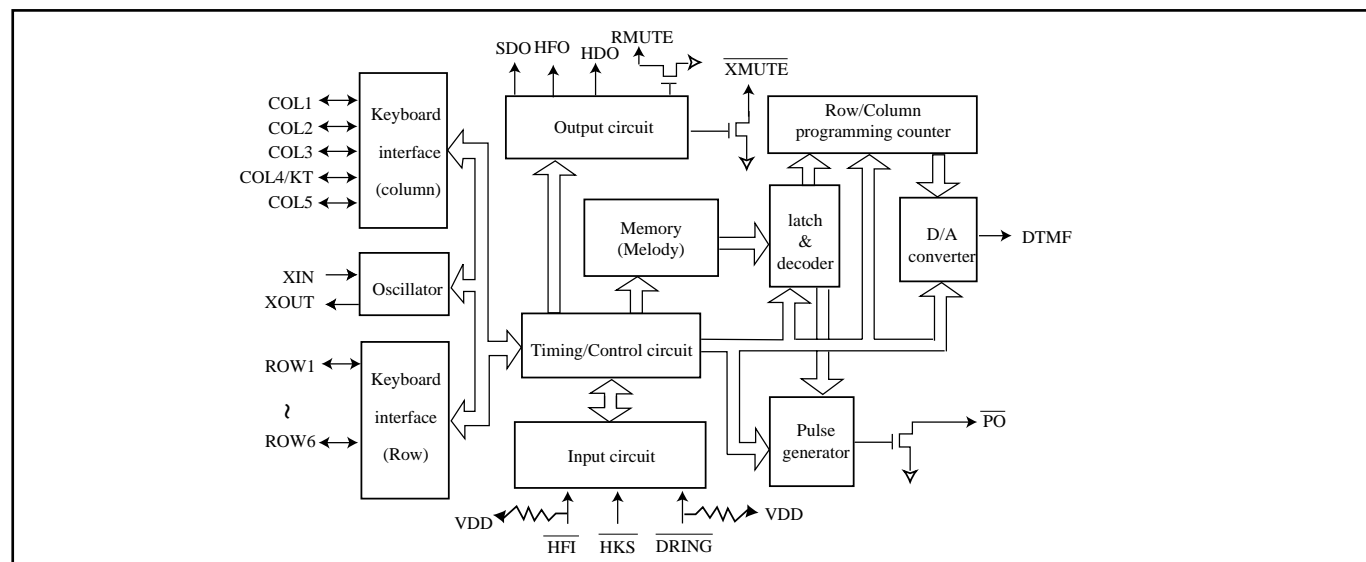 SDO
HFO
HDO
RMUTE
XMUTE
COL1
COL2
COL3
COL4/KT
COL5
Keyboard
interface
(column)
Output circuit
Row/Column
programming counter
Memory
(Melody)
latch
&
decoder
D/A
converter
DTMF
XIN
XOUT
Oscillator
Timing/Control circuit
ROW1
~
ROW6
Keyboard
interface
(Row)
Input circuit
Pulse
generator
PO
VDD
VDD
HFI
HKS
DRING